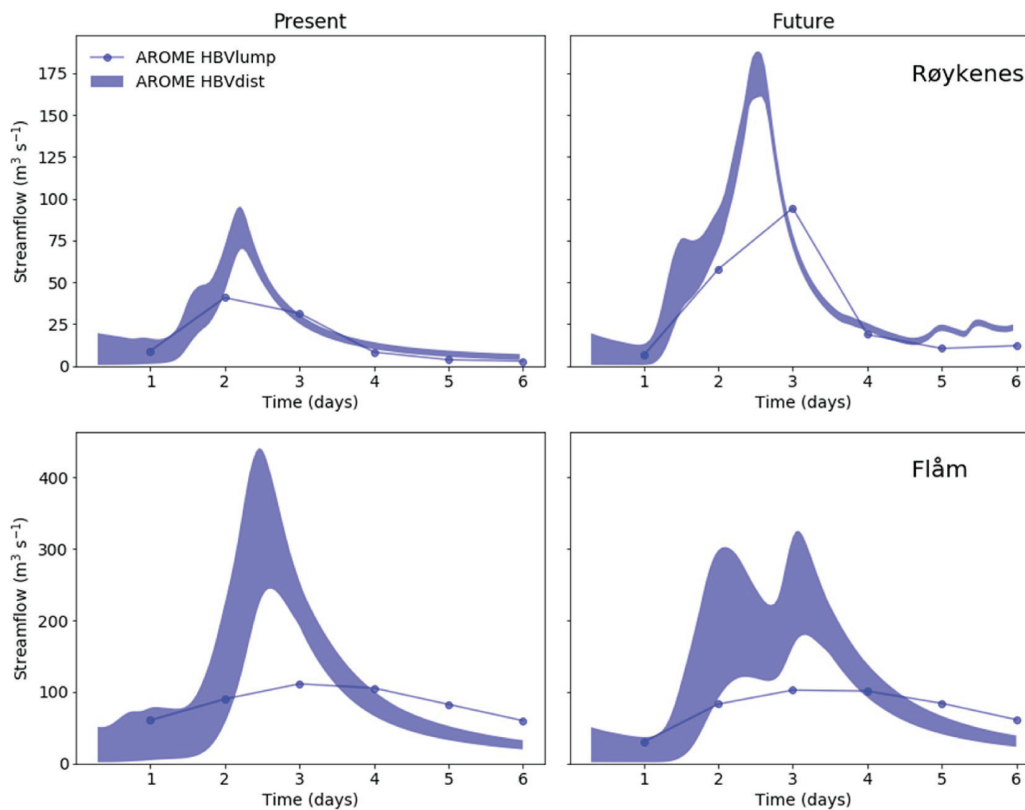 Present
Future
AROME HBVlump
AROME HBVdist
Røykenes
Streamflow (m³ s⁻¹)
175
150
125
100
75
50
25
0
1 2 3 4 5 6
Time (days)
1 2 3 4 5 6
Time (days)
Flåm
Streamflow (m³ s⁻¹)
400
300
200
100
0
1 2 3 4 5 6
Time (days)
1 2 3 4 5 6
Time (days)